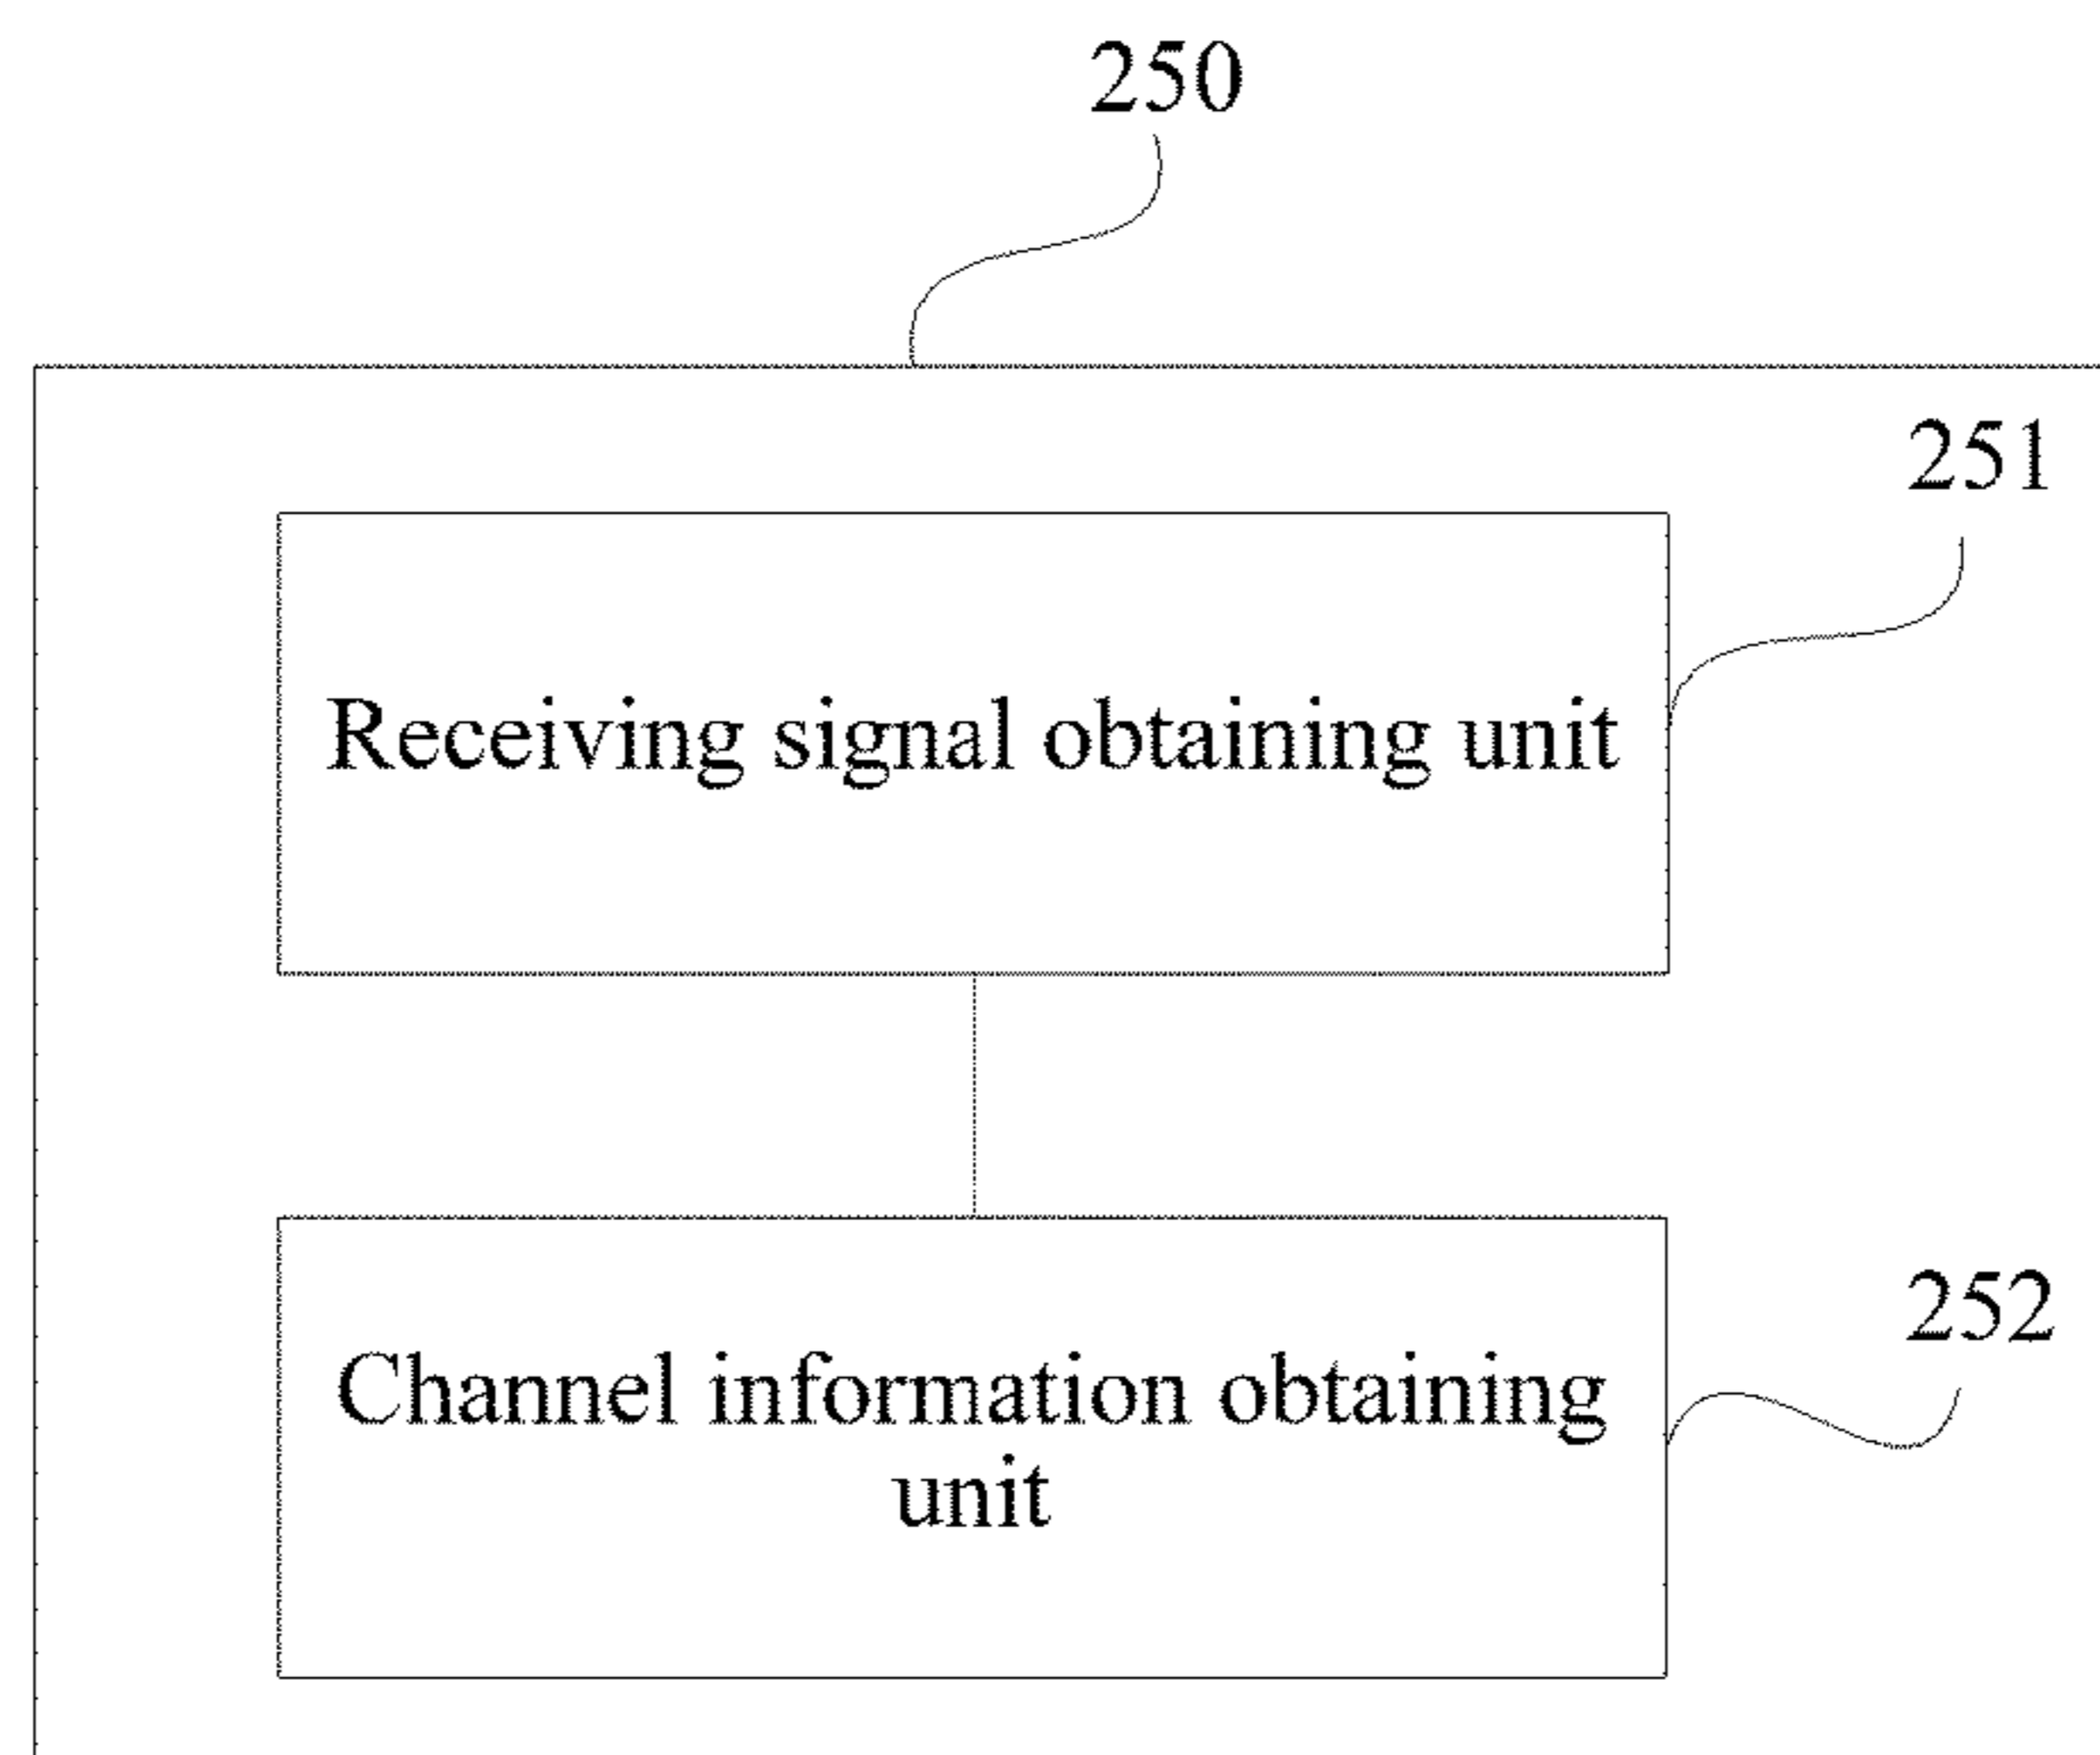 250
251
Receiving signal obtaining unit
252
Channel information obtaining
unit